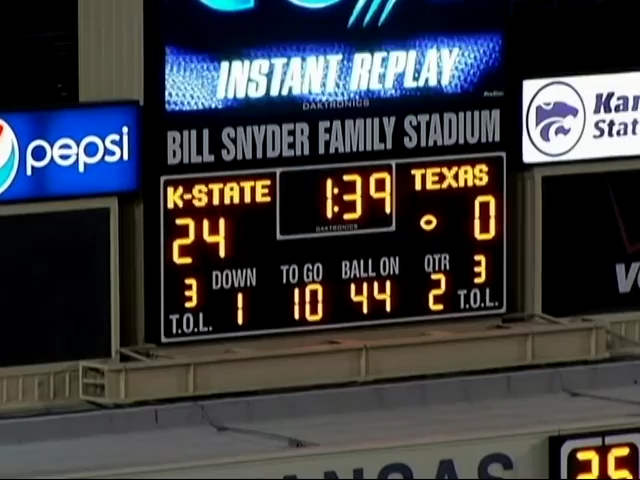 INSTANT REPLAY
DAKTRONICS
BILL SNYDER FAMILY STADIUM
pepsi
K-STATE 1:39 TEXAS
24 0
DAKTRONICS
DOWN TO GO BALL ON QTR
3 1 10 44 2 3
T.O.L. T.O.L.
Kan
Stat
25